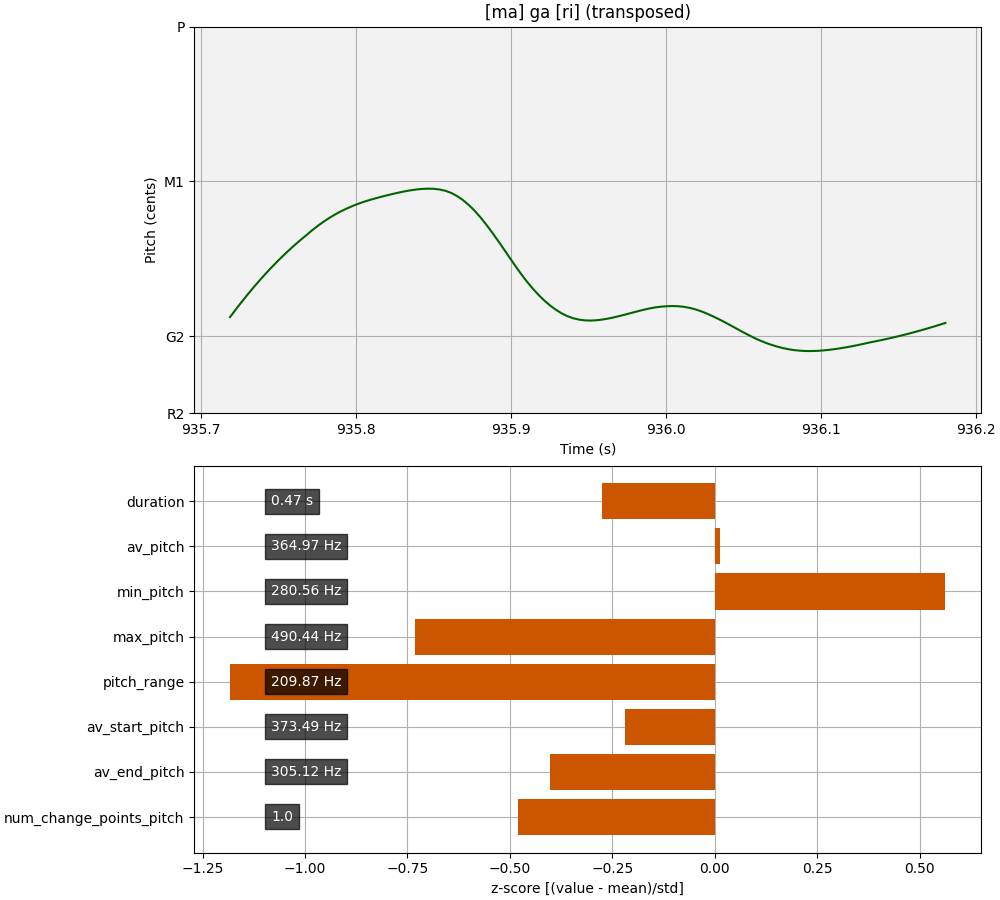 [ma] ga [ri] (transposed)
P
M1
G2
R2
Pitch (cents)
935.7 935.8 935.9 936.0 936.1 936.2
Time (s)
duration 0.47 s
av_pitch 364.97 Hz
min_pitch 280.56 Hz
max_pitch 490.44 Hz
pitch_range 209.87 Hz
av_start_pitch 373.49 Hz
av_end_pitch 305.12 Hz
num_change_points_pitch 1.0
−1.25 −1.00 −0.75 −0.50 −0.25 0.00 0.25 0.50
z-score [(value - mean)/std]